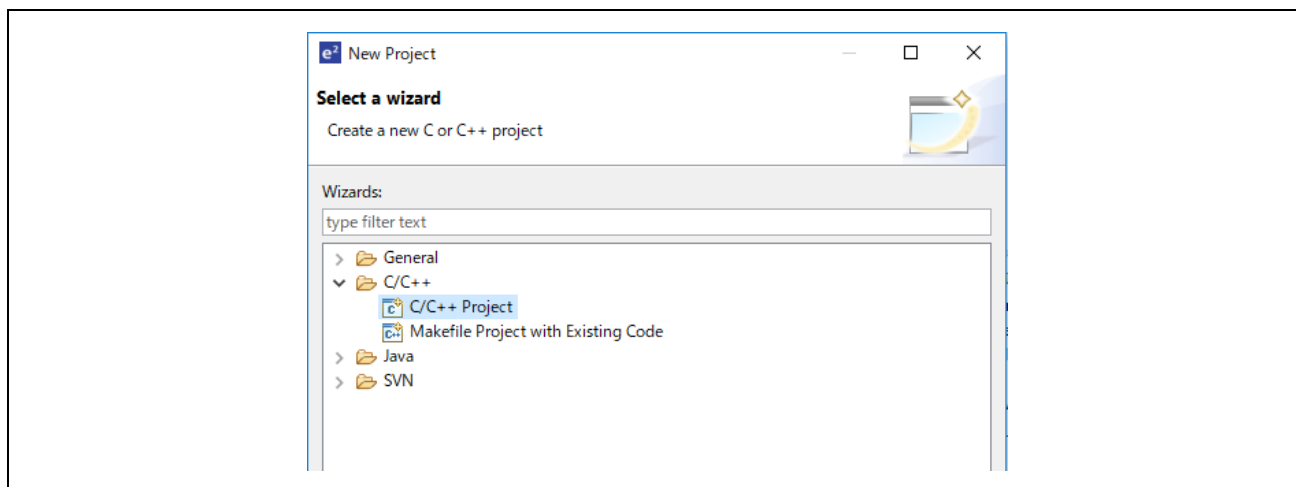 e² New Project
Select a wizard
Create a new C or C++ project
Wizards:
type filter text
General
C/C++
C/C++ Project
Makefile Project with Existing Code
Java
SVN